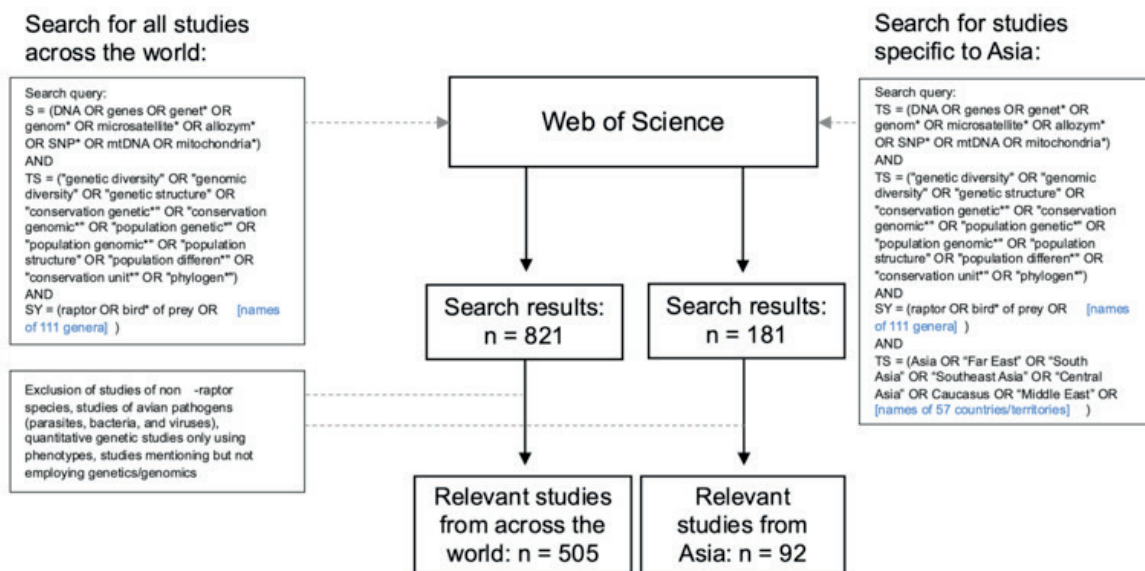 Search for all studies
across the world:
Search query:
S = (DNA OR genes OR genet* OR
genom* OR microsatellite* OR allozym*
OR SNP* OR mtDNA OR mitochondria*)
AND
TS = ("genetic diversity" OR "genomic
diversity" OR "genetic structure" OR
"conservation genetic*" OR "conservation
genomic*" OR "population genetic*" OR
"population genomic*" OR "population
structure" OR "population differen*" OR
"conservation unit*" OR "phylogen*")
AND
SY = (raptor OR bird* of prey OR [names
of 111 genera] )
Exclusion of studies of non -raptor
species, studies of avian pathogens
(parasites, bacteria, and viruses),
quantitative genetic studies only using
phenotypes, studies mentioning but not
employing genetics/genomics
Web of Science
Search results:
n = 821
Search results:
n = 181
Relevant studies
from across the
world: n = 505
Relevant
studies from
Asia: n = 92
Search for studies
specific to Asia:
Search query:
TS = (DNA OR genes OR genet* OR
genom* OR microsatellite* OR allozym*
OR SNP* OR mtDNA OR mitochondria*)
AND
TS = ("genetic diversity" OR "genomic
diversity" OR "genetic structure" OR
"conservation genetic*" OR "conservation
genomic*" OR "population genetic*" OR
"population genomic*" OR "population
structure" OR "population differen*" OR
"conservation unit*" OR "phylogen*")
AND
SY = (raptor OR bird* of prey OR [names
of 111 genera] )
AND
TS = (Asia OR "Far East" OR "South
Asia" OR "Southeast Asia" OR "Central
Asia" OR Caucasus OR "Middle East" OR
[names of 57 countries/territories] )